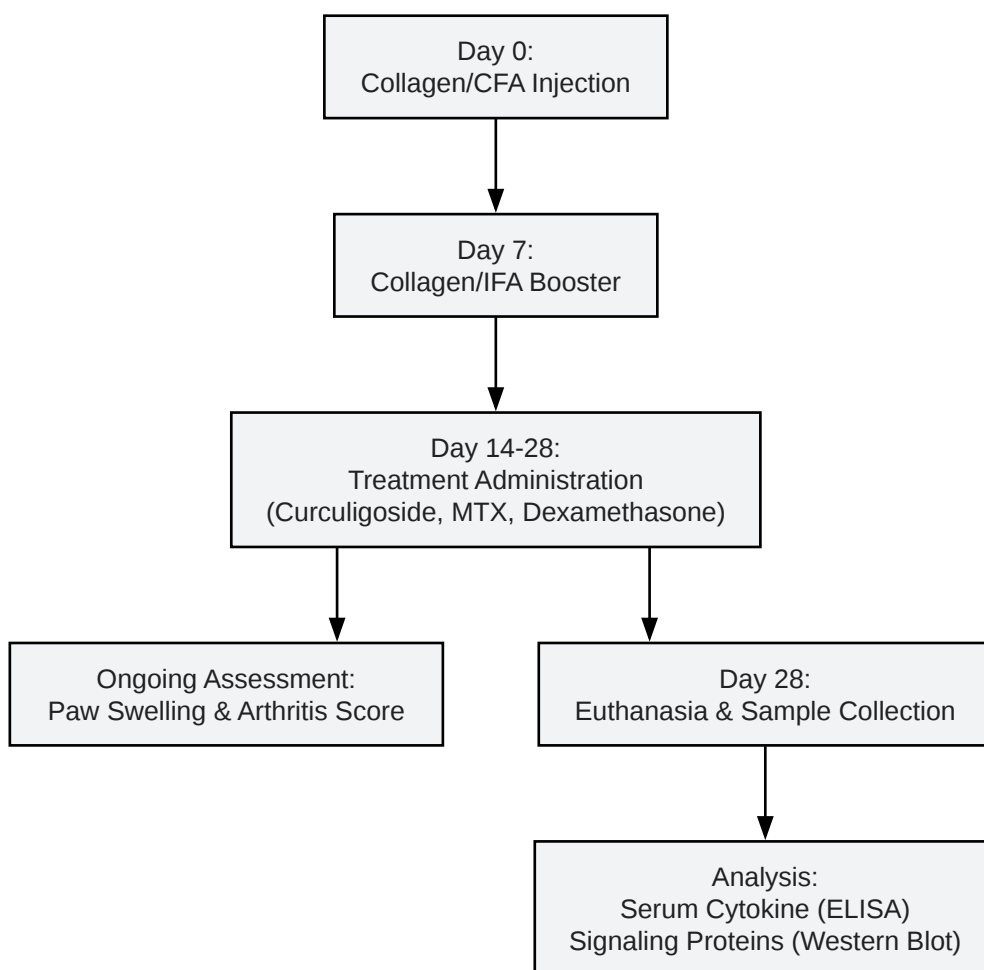 Day 0:
Collagen/CFA Injection
Day 7:
Collagen/IFA Booster
Day 14-28:
Treatment Administration
(Curculigoside, MTX, Dexamethasone)
Ongoing Assessment:
Paw Swelling & Arthritis Score
Day 28:
Euthanasia & Sample Collection
Analysis:
Serum Cytokine (ELISA)
Signaling Proteins (Western Blot)